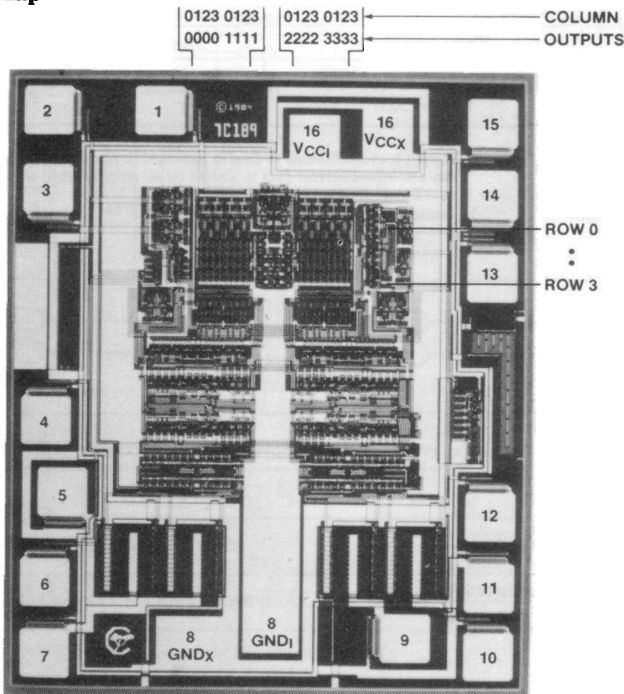 0123 0123 0123 0123 COLUMN
0000 1111 2222 3333 OUTPUTS
2 1 © 1984 16 16 15
7C189 VCCI VCCX
3 14
ROW 0
13
ROW 3
4
5
12
6 11
8 8 9
7 GNDX GNDI 10